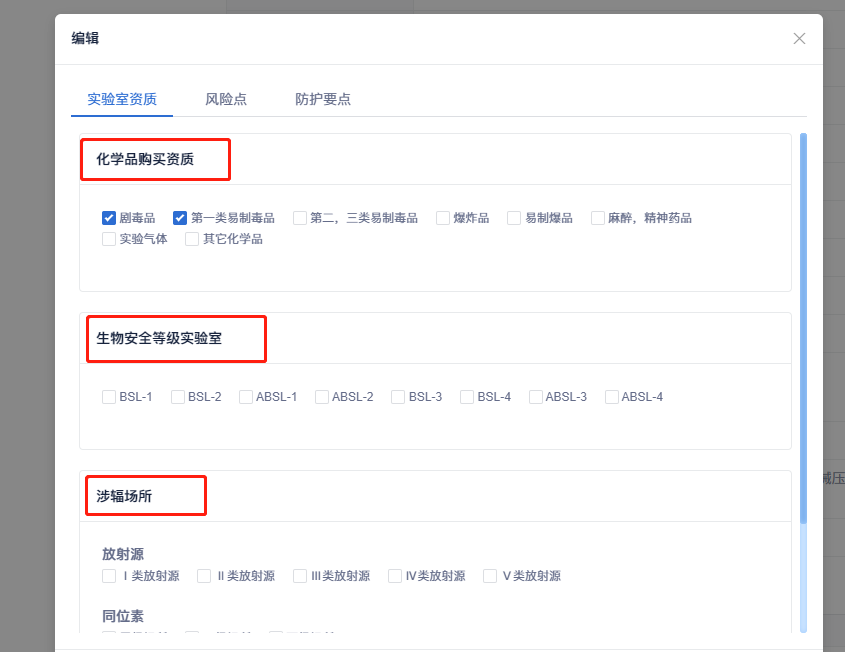 编辑
实验室资质 风险点 防护要点
化学品购买资质
剧毒品 第一类易制毒品 第二，三类易制毒品 爆炸品 易制爆品 麻醉，精神药品
实验气体 其它化学品
生物安全等级实验室
BSL-1 BSL-2 ABSL-1 ABSL-2 BSL-3 BSL-4 ABSL-3 ABSL-4
涉辐场所
放射源
I 类放射源 II 类放射源 III类放射源 IV类放射源 V 类放射源
同位素
械压